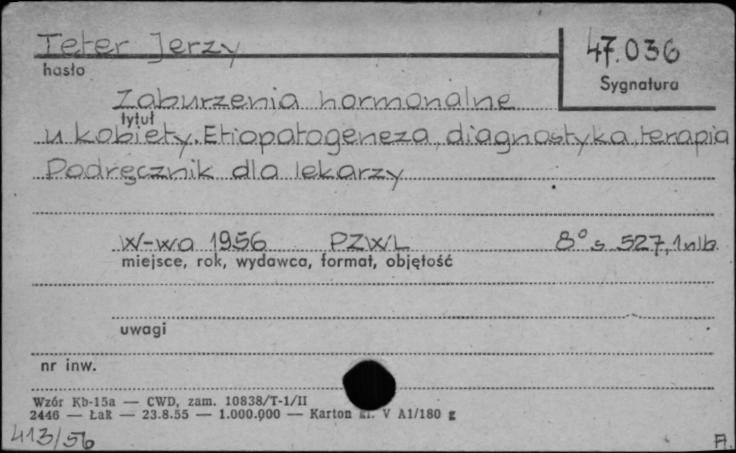 Teter Jerzy
47.036
hasło
Sygnatura
Zaburzenia hormonalne
tytuł
u kobiety. Etiopatogeneza, diagnostyka, terapia
Podręcznik dla lekarzy
W-wa 1956 PZWL 8° s 527, 1 nlb.
miejsce, rok, wydawca, format, objętość
uwagi
nr inw.
Wzór Kb-15a — CWD, zam. 10838/T-1/II
2446 — ŁaR — 23.8.55 — 1.000.000 — Karton kl. V A1/180 g
413/56
A.